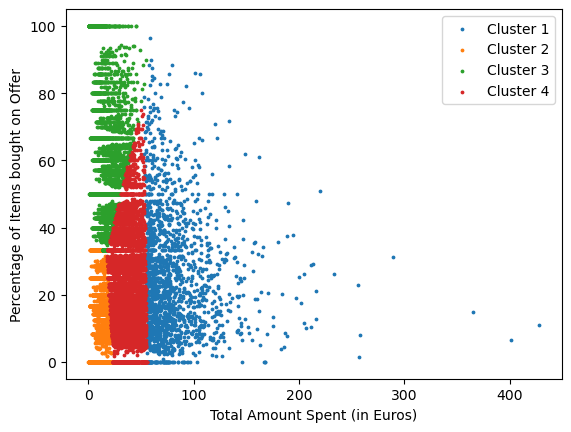 100
80
60
40
20
0
Percentage of Items bought on Offer
Cluster 1
Cluster 2
Cluster 3
Cluster 4
0 100 200 300 400
Total Amount Spent (in Euros)